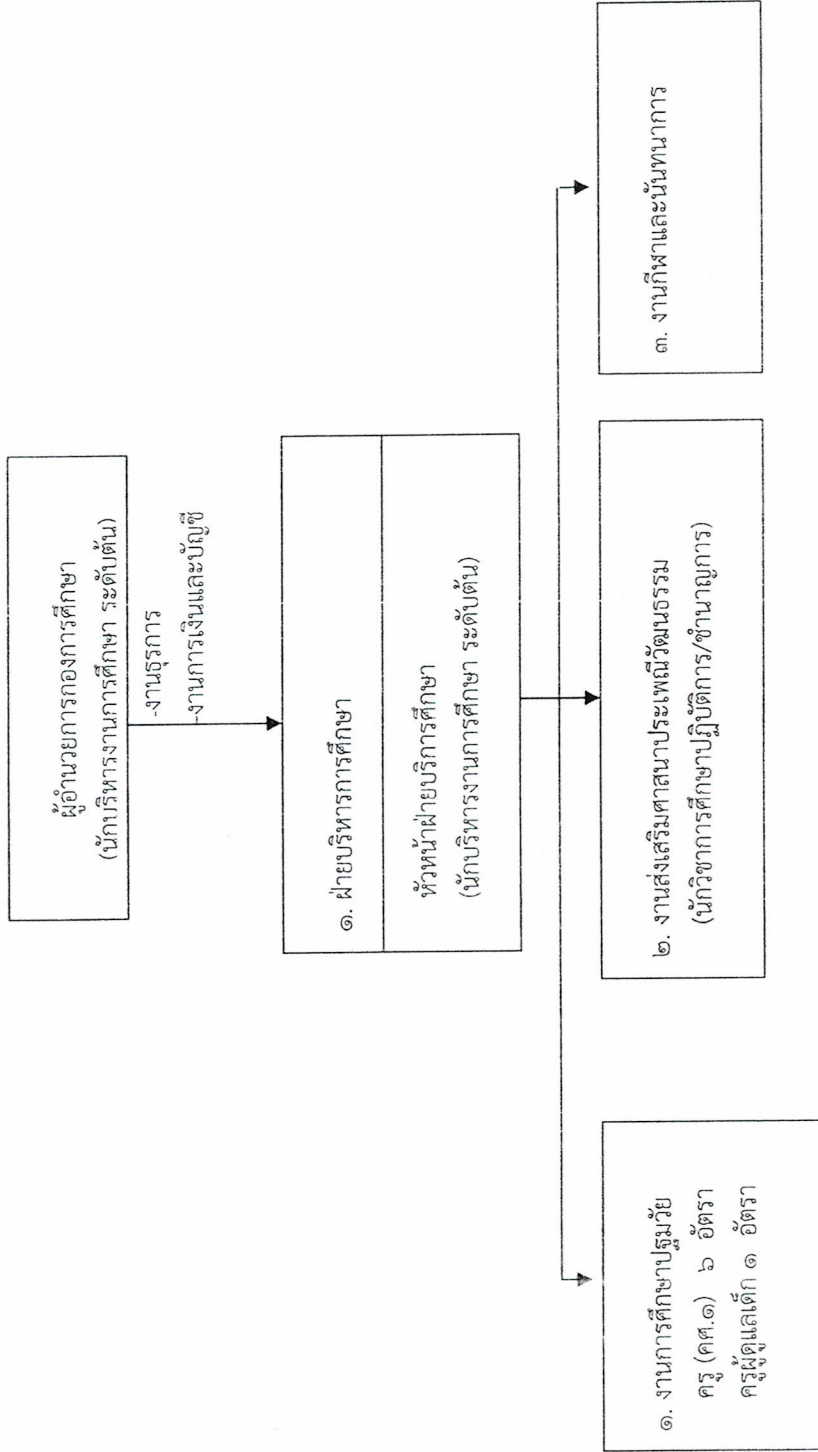 ผู้อำนวยการกองการศึกษา
(นักบริหารงานการศึกษา ระดับต้น)
-งานธุรการ
-งานการเงินและบัญชี
๑. ฝ่ายบริหารการศึกษา
หัวหน้าฝ่ายบริการศึกษา
(นักบริหารงานการศึกษา ระดับต้น)
๑. งานการศึกษาปฐมวัย
ครู (คศ.๑) ๖ อัตรา
ครูผู้ดูแลเด็ก ๑ อัตรา
๒. งานส่งเสริมศาสนาประเพณีวัฒนธรรม
(นักวิชาการศึกษาปฏิบัติการ/ชำนาญการ)
๓. งานกีฬาและนันทนาการ